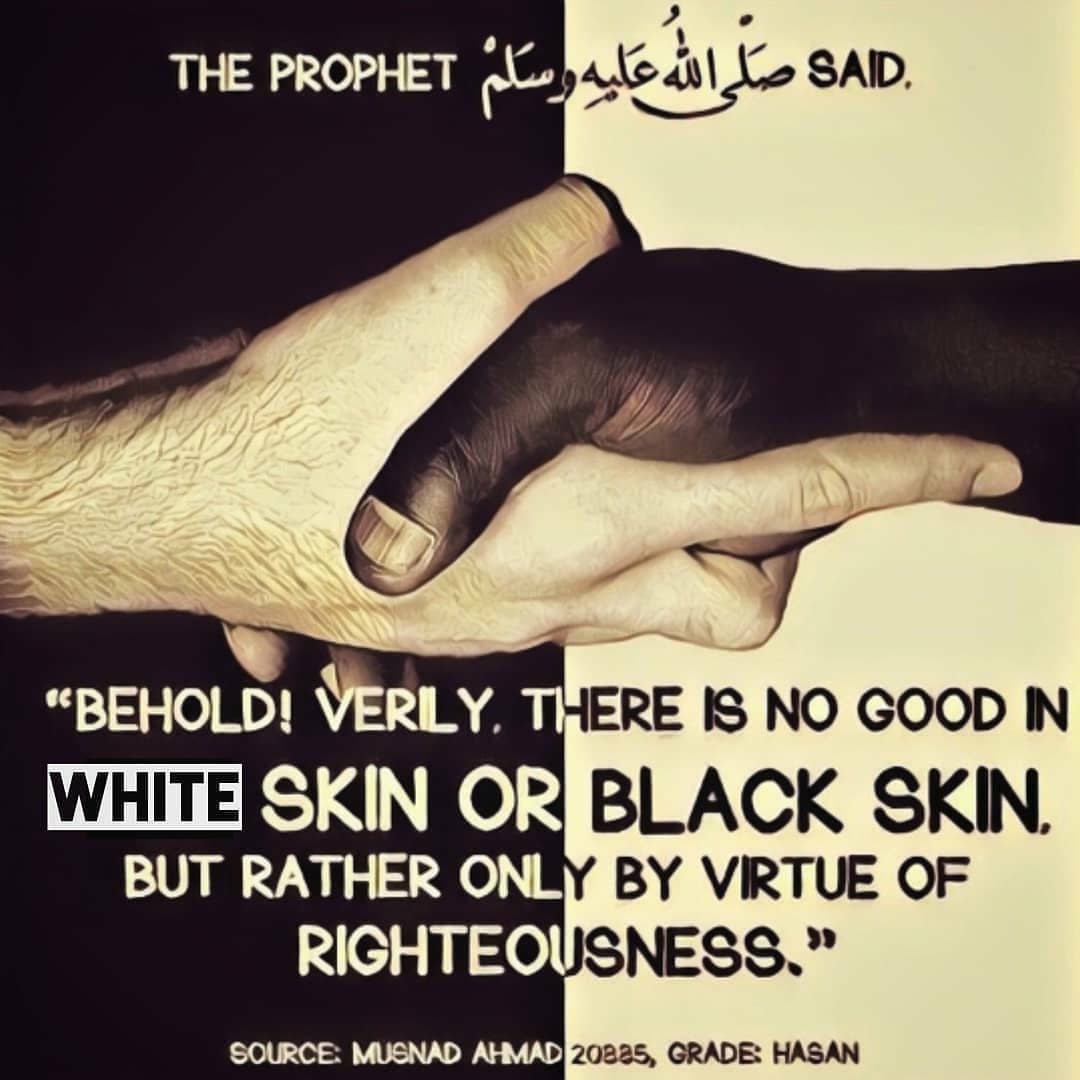 THE PROPHET صَلَّى اللهُ عَلَيْهِ وَسَلَّمْ SAID,
“BEHOLD! VERILY, THERE IS NO GOOD IN
WHITE SKIN OR BLACK SKIN,
BUT RATHER ONLY BY VIRTUE OF
RIGHTEOUSNESS.”
SOURCE: MUSNAD AHMAD 20885, GRADE: HASAN